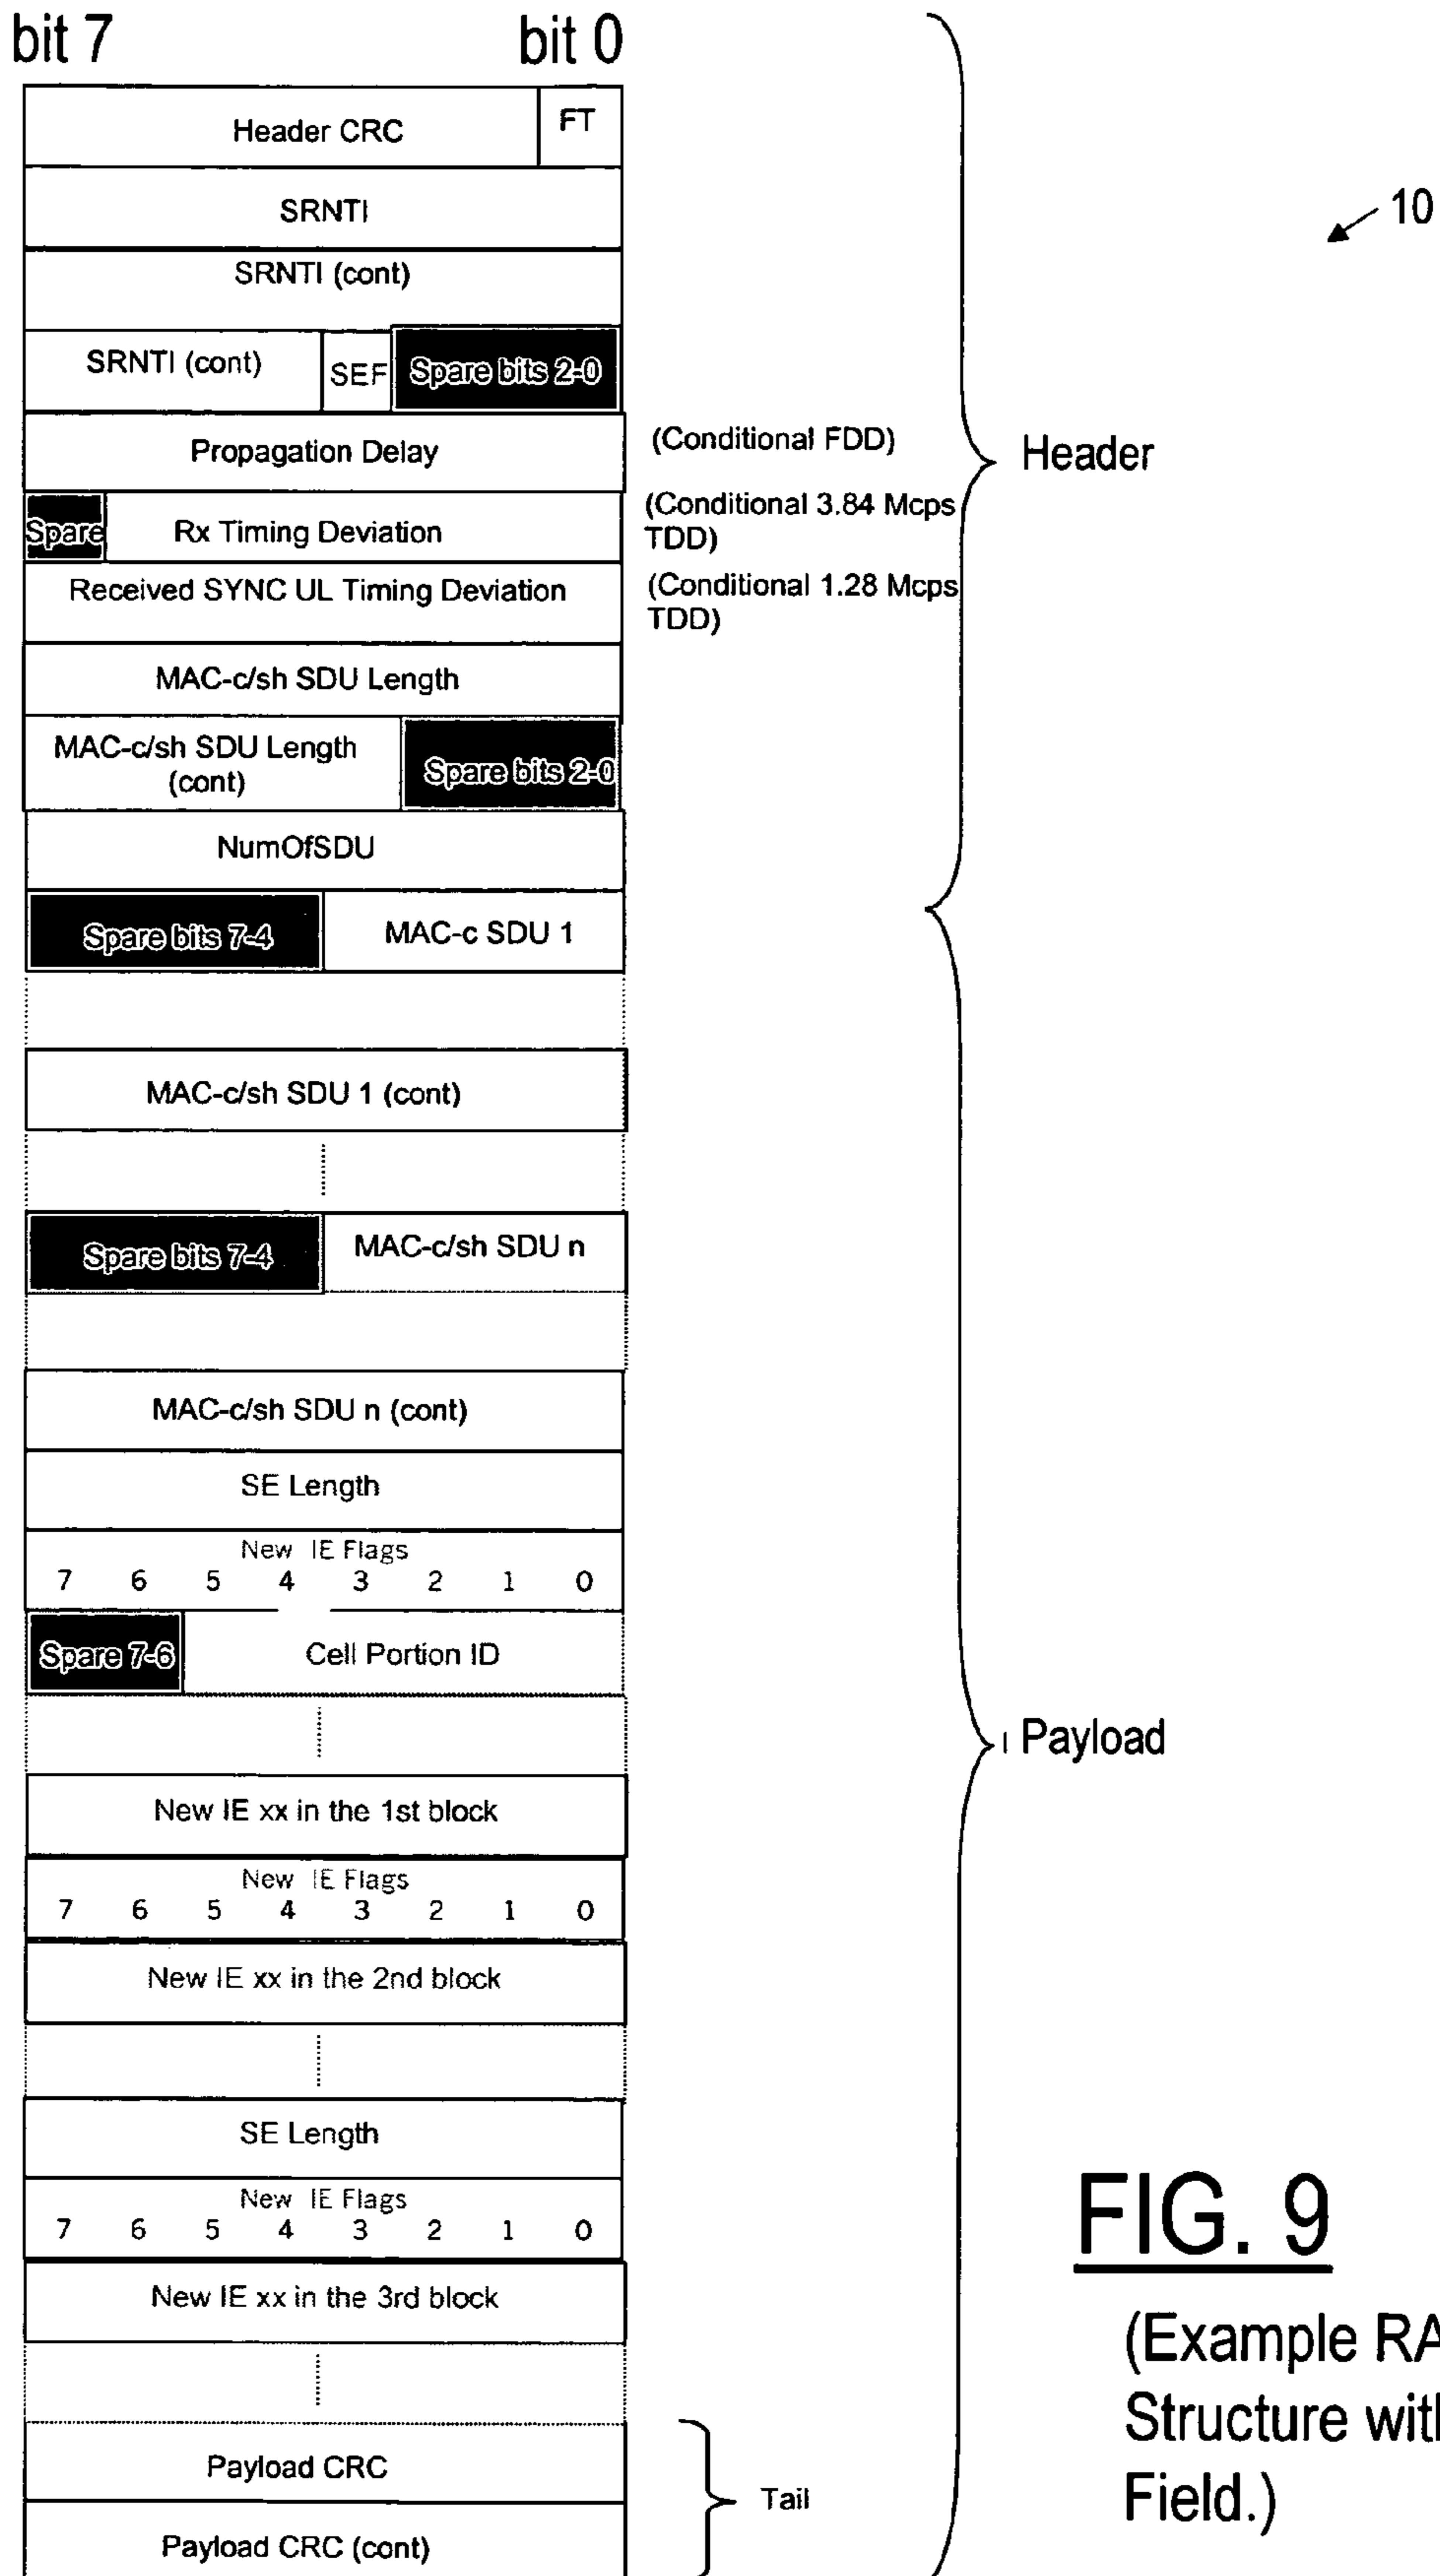 bit 7 bit 0
Header CRC FT
SRNTI
SRNTI (cont)
SRNTI (cont) SEF Spare bits 2-0
Propagation Delay (Conditional FDD)
Spare Rx Timing Deviation (Conditional 3.84 Mcps
TDD)
Received SYNC UL Timing Deviation (Conditional 1.28 Mcps
TDD)
MAC-c/sh SDU Length
MAC-c/sh SDU Length
(cont) Spare bits 2-0
NumOfSDU
Spare bits 7-4 MAC-c SDU 1
MAC-c/sh SDU 1 (cont)
Spare bits 7-4 MAC-c/sh SDU n
MAC-c/sh SDU n (cont)
SE Length
New IE Flags
7 6 5 4 3 2 1 0
Spare 7-6 Cell Portion ID
New IE xx in the 1st block
New IE Flags
7 6 5 4 3 2 1 0
New IE xx in the 2nd block
SE Length
New IE Flags
7 6 5 4 3 2 1 0
New IE xx in the 3rd block
Payload CRC
Payload CRC (cont)
Header
Payload
Tail
10
FIG. 9
(Example
Structure
Field.)